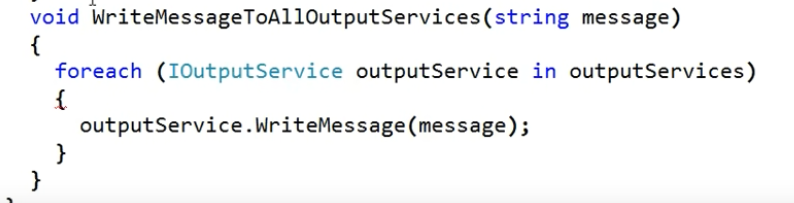 void WriteMessageToAllOutputServices(string message)
{
foreach (IOutputService outputService in outputServices)
{
outputService.WriteMessage(message);
}
}